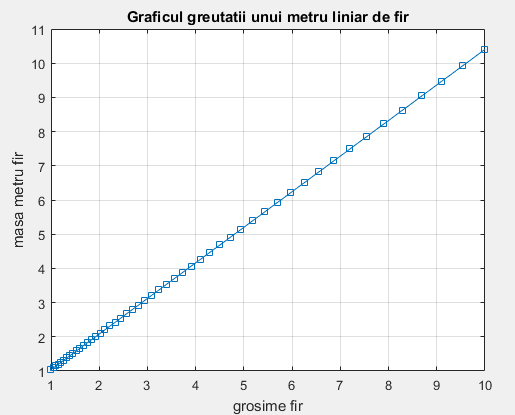 Graficul greutatii unui metru liniar de fir
masa metru fir
11
10
9
8
7
6
5
4
3
2
1
1 2 3 4 5 6 7 8 9 10
grosime fir